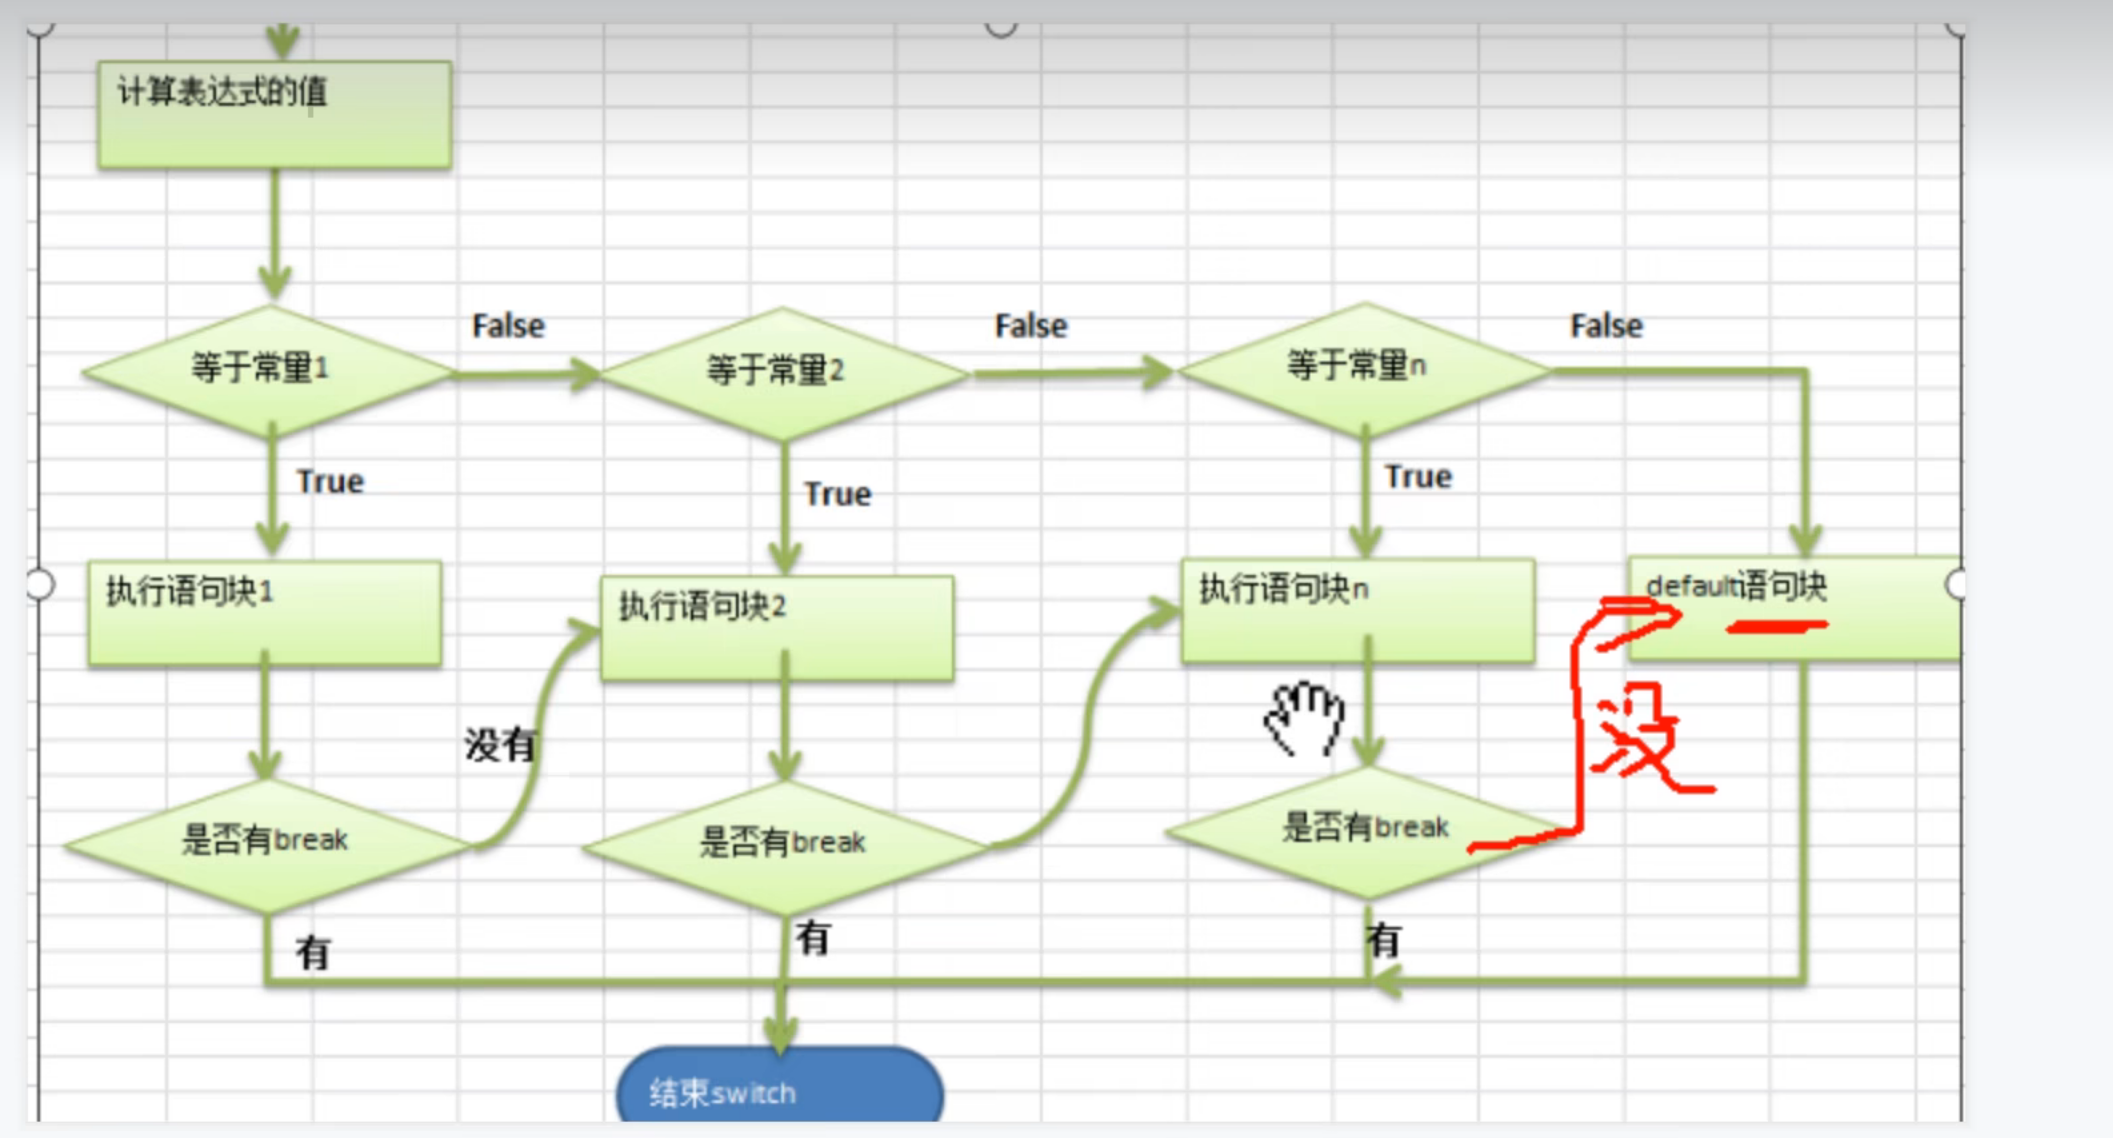 计算表达式的值
False
False
False
等于常量1
等于常量2
等于常量n
True
True
True
执行语句块1
执行语句块2
执行语句块n
default语句块
没有
没
是否有break
是否有break
是否有break
有
有
有
结束switch